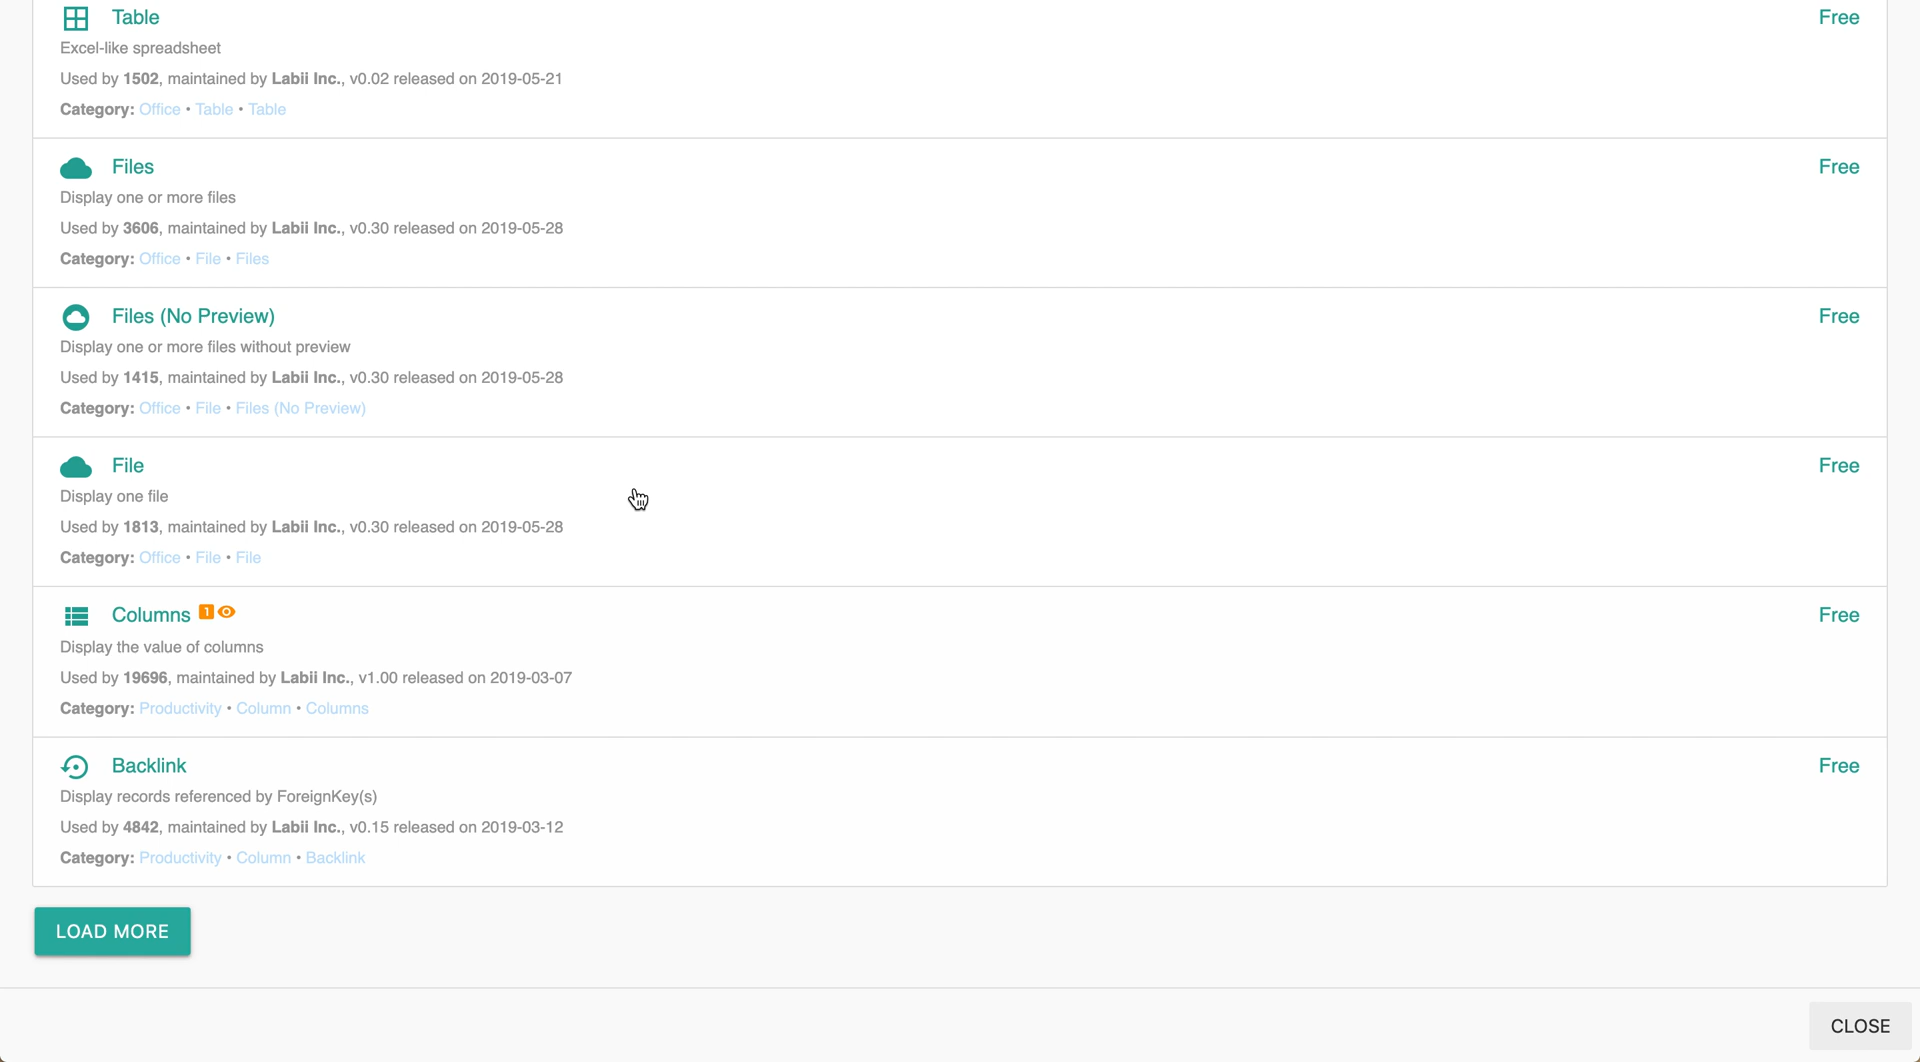 Table
Free
Excel-like spreadsheet
Used by 1502, maintained by Labii Inc., v0.02 released on 2019-05-21
Category: Office • Table • Table
Files
Free
Display one or more files
Used by 3606, maintained by Labii Inc., v0.30 released on 2019-05-28
Category: Office • File • Files
Files (No Preview)
Free
Display one or more files without preview
Used by 1415, maintained by Labii Inc., v0.30 released on 2019-05-28
Category: Office • File • Files (No Preview)
File
Free
Display one file
Used by 1813, maintained by Labii Inc., v0.30 released on 2019-05-28
Category: Office • File • File
Columns 1
Free
Display the value of columns
Used by 19696, maintained by Labii Inc., v1.00 released on 2019-03-07
Category: Productivity • Column • Columns
Backlink
Free
Display records referenced by ForeignKey(s)
Used by 4842, maintained by Labii Inc., v0.15 released on 2019-03-12
Category: Productivity • Column • Backlink
LOAD MORE
CLOSE